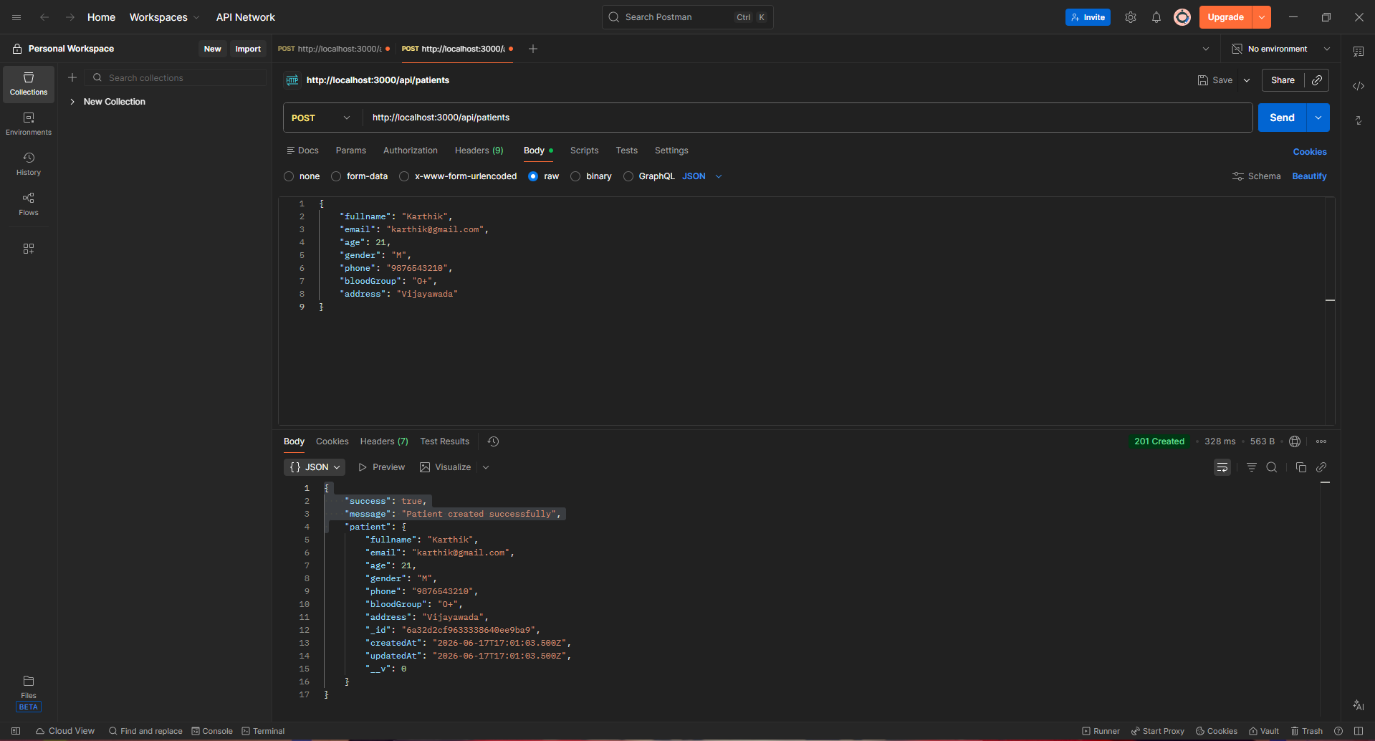 Home Workspaces API Network Search Postman Ctrl K Invite Upgrade
Personal Workspace New Import POST http://localhost:3000/ POST http://localhost:3000/ No environment
Collections
Search collections
New Collection
Environments
History
Flows
Files
BETA
HTTP http://localhost:3000/api/patients Save Share
POST http://localhost:3000/api/patients Send
Docs Params Authorization Headers (9) Body Scripts Tests Settings Cookies
none form-data x-www-form-urlencoded raw binary GraphQL JSON Schema Beautify
1 {
2 "fullname": "Karthik",
3 "email": "karthik@gmail.com",
4 "age": 21,
5 "gender": "M",
6 "phone": "9876543210",
7 "bloodGroup": "O+",
8 "address": "Vijayawada"
9 }
Body Cookies Headers (7) Test Results 201 Created 328 ms 563 B
{ } JSON Preview Visualize
1 {
2 "success": true,
3 "message": "Patient created successfully",
4 "patient": {
5 "fullname": "Karthik",
6 "email": "karthik@gmail.com",
7 "age": 21,
8 "gender": "M",
9 "phone": "9876543210",
10 "bloodGroup": "O+",
11 "address": "Vijayawada",
12 "_id": "6a32d2cf9633338640ee9ba9",
13 "createdAt": "2026-06-17T17:01:03.500Z",
14 "updatedAt": "2026-06-17T17:01:03.500Z",
15 "__v": 0
16 }
17 }
Cloud View Find and replace Console Terminal Runner Start Proxy Cookies Vault Trash